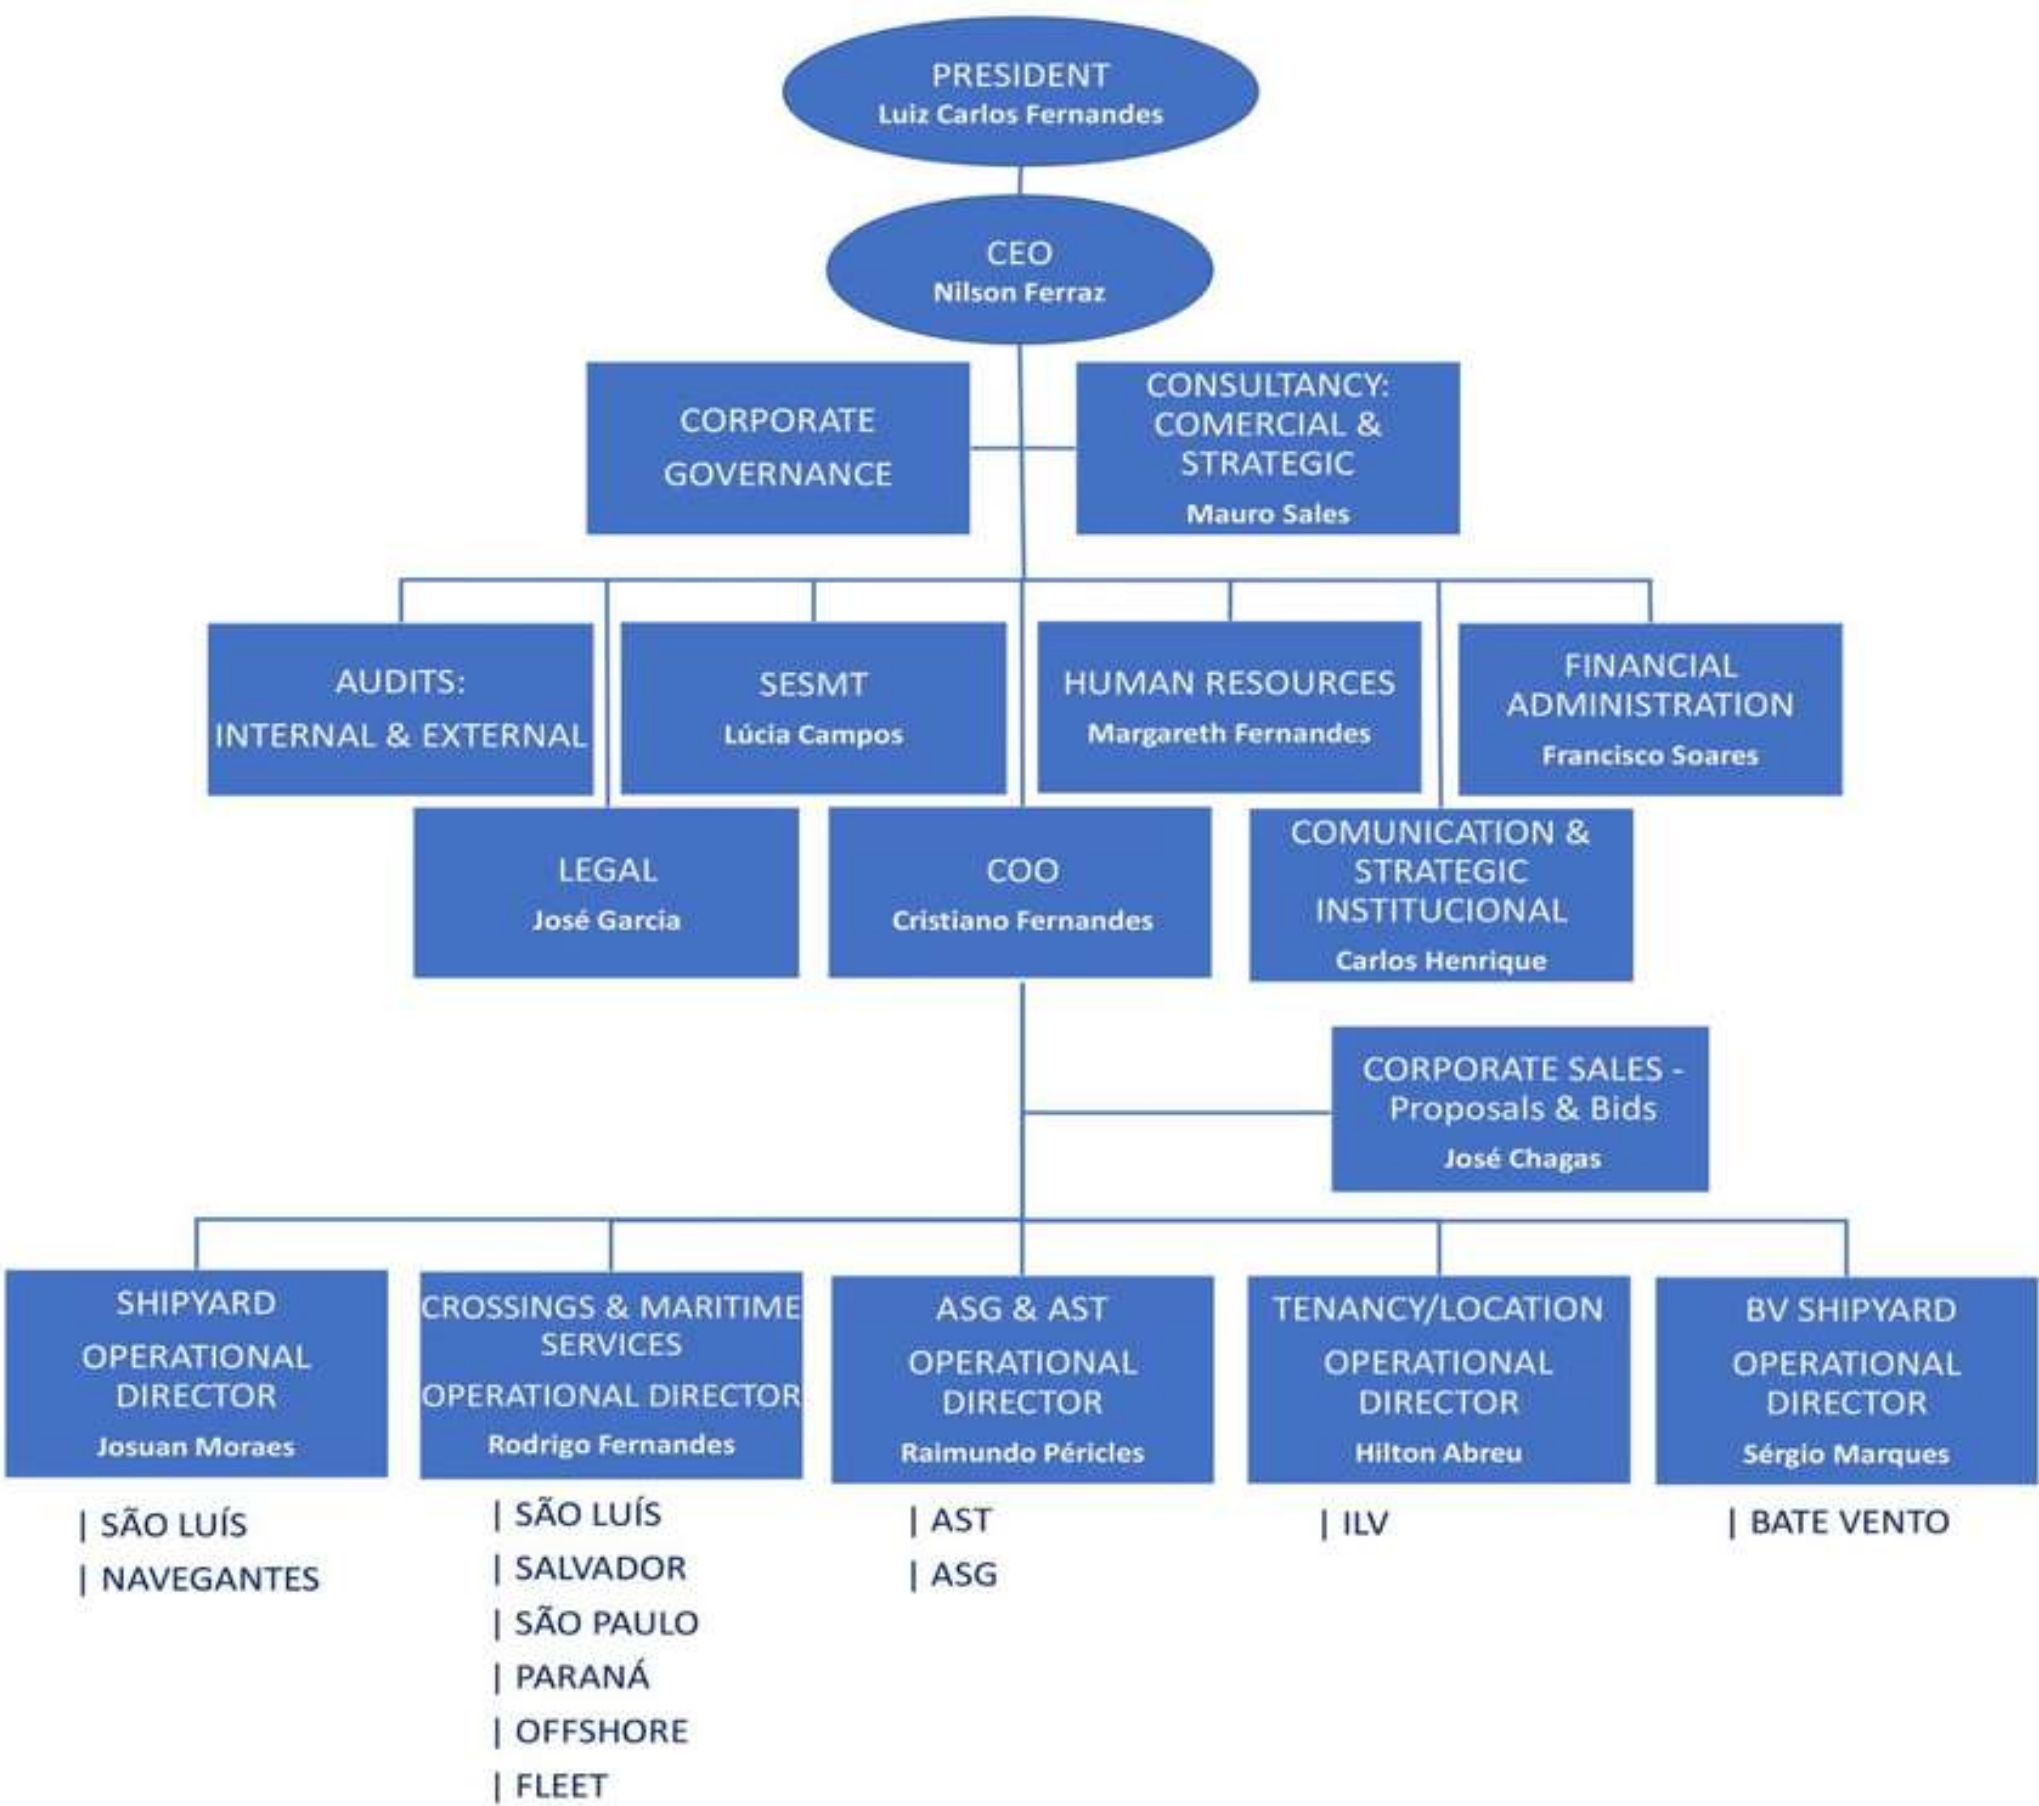 PRESIDENT
Luiz Carlos Fernandes
CEO
Nilson Ferraz
CORPORATE
GOVERNANCE
CONSULTANCY:
COMERCIAL &
STRATEGIC
Mauro Sales
AUDITS:
INTERNAL & EXTERNAL
SESMT
Lúcia Campos
HUMAN RESOURCES
Margareth Fernandes
FINANCIAL
ADMINISTRATION
Francisco Soares
LEGAL
José Garcia
COO
Cristiano Fernandes
COMUNICATION &
STRATEGIC
INSTITUCIONAL
Carlos Henrique
CORPORATE SALES -
Proposals & Bids
José Chagas
SHIPYARD
OPERATIONAL
DIRECTOR
Josuan Moraes
| SÃO LUÍS
| NAVEGANTES
CROSSINGS & MARITIME
SERVICES
OPERATIONAL DIRECTOR
Rodrigo Fernandes
| SÃO LUÍS
| SALVADOR
| SÃO PAULO
| PARANÁ
| OFFSHORE
| FLEET
ASG & AST
OPERATIONAL
DIRECTOR
Raimundo Péricles
| AST
| ASG
TENANCY/LOCATION
OPERATIONAL
DIRECTOR
Hilton Abreu
| ILV
BV SHIPYARD
OPERATIONAL
DIRECTOR
Sérgio Marques
| BATE VENTO